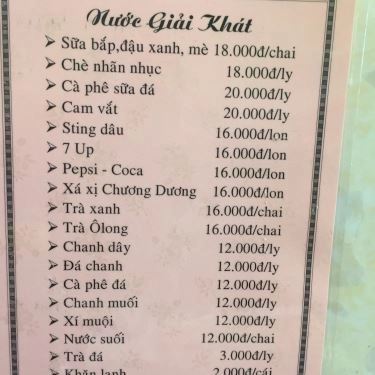 Nước Giải Khát
➤ Sữa bắp,đậu xanh, mè 18.000đ/chai
➤ Chè nhãn nhục 18.000đ/ly
➤ Cà phê sữa đá 20.000đ/ly
➤ Cam vắt 20.000đ/ly
➤ Sting dâu 16.000đ/lon
➤ 7 Up 16.000đ/lon
➤ Pepsi - Coca 16.000đ/lon
➤ Xá xị Chương Dương 16.000đ/lon
➤ Trà xanh 16.000đ/chai
➤ Trà Ôlong 16.000đ/chai
➤ Chanh dây 12.000đ/ly
➤ Đá chanh 12.000đ/ly
➤ Cà phê đá 12.000đ/ly
➤ Chanh muối 12.000đ/ly
➤ Xí muội 12.000đ/ly
➤ Nước suối 12.000đ/chai
➤ Trà đá 3.000đ/ly
➤ Khăn lạnh 2.000đ/cái